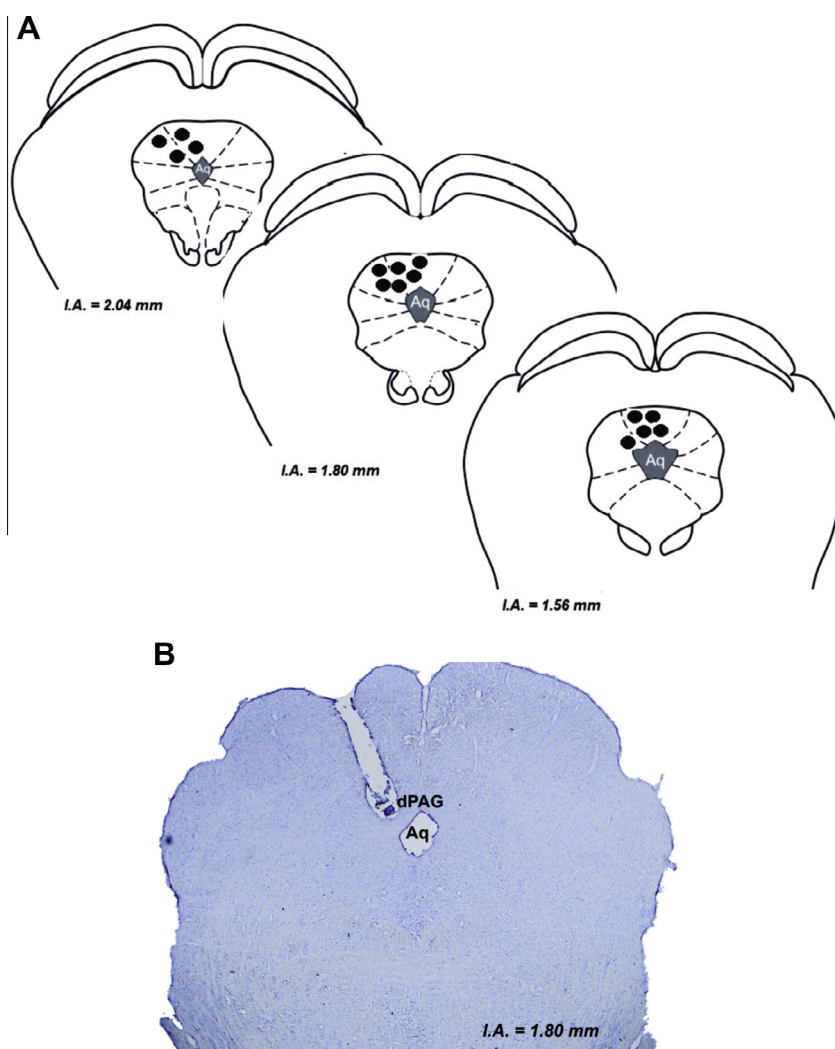 A
Aq
I.A. = 2.04 mm
Aq
I.A. = 1.80 mm
Aq
I.A. = 1.56 mm
B
dPAG
Aq
I.A. = 1.80 mm